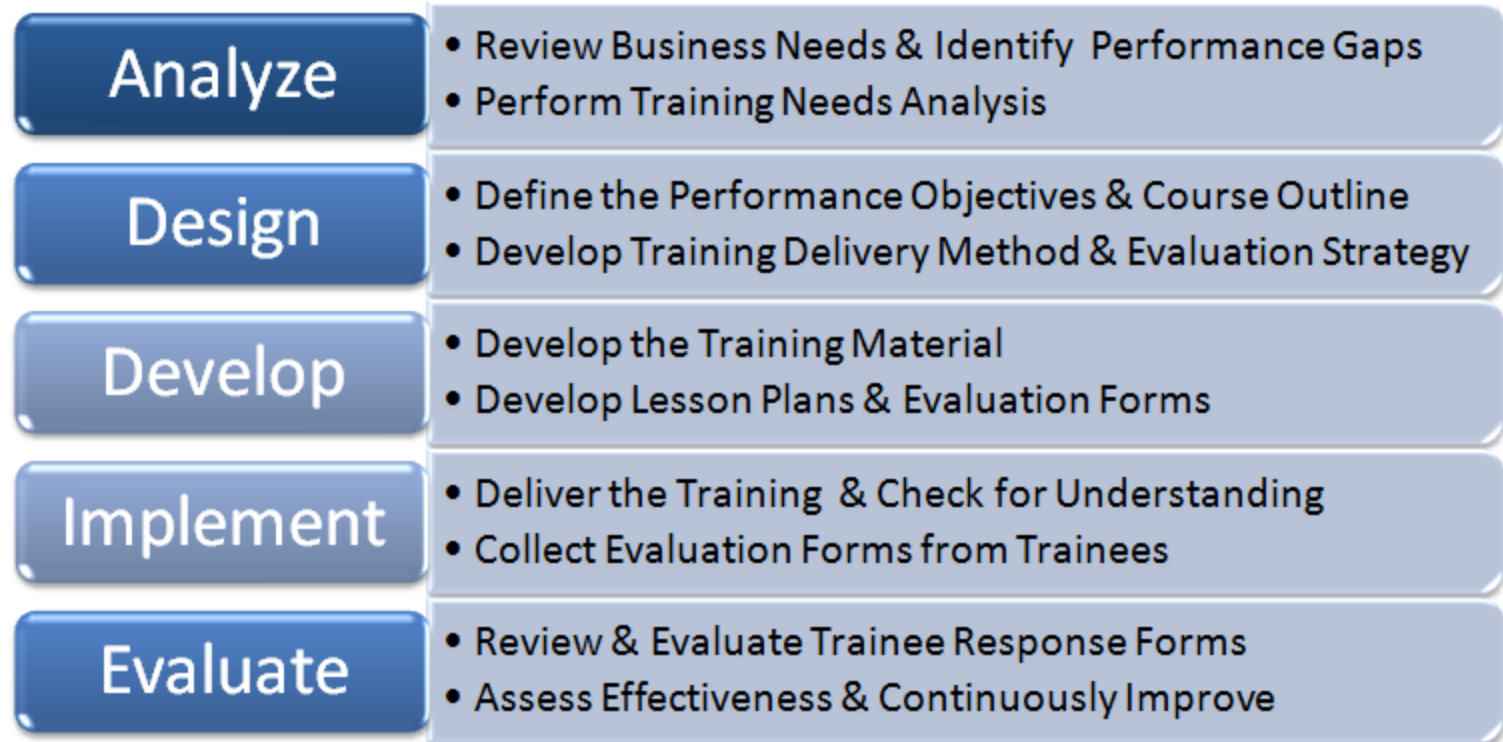 Analyze
• Review Business Needs & Identify Performance Gaps
• Perform Training Needs Analysis
Design
• Define the Performance Objectives & Course Outline
• Develop Training Delivery Method & Evaluation Strategy
Develop
• Develop the Training Material
• Develop Lesson Plans & Evaluation Forms
Implement
• Deliver the Training & Check for Understanding
• Collect Evaluation Forms from Trainees
Evaluate
• Review & Evaluate Trainee Response Forms
• Assess Effectiveness & Continuously Improve